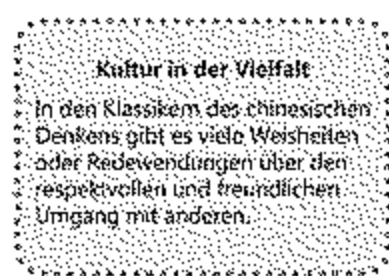 Kultur in der Vielfalt
In den Klassikern des chinesischen
Denkens gibt es viele Weisheiten
oder Redewendungen über den
respektvollen und freundlichen
Umgang mit anderen.